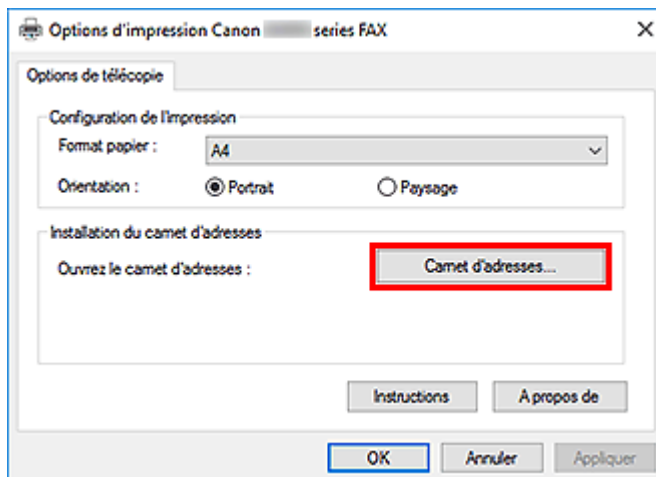 Options d'impression Canon series FAX
Options de télécopie
Configuration de l'impression
Format papier : A4
Orientation : Portrait Paysage
Installation du carnet d'adresses
Ouvrez le carnet d'adresses : Carnet d'adresses...
Instructions A propos de
OK Annuler Appliquer